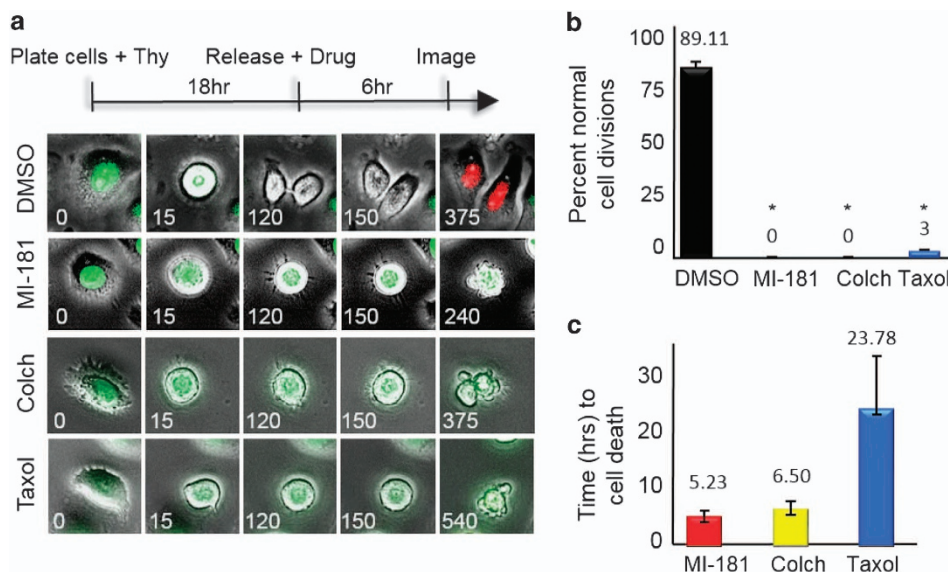 a
Plate cells + Thy
Release + Drug
Image
18hr
6hr
DMSO
0
15
120
150
375
MI-181
0
15
120
150
240
Colch
0
15
120
150
375
Taxol
0
15
120
150
540
b
Percent normal
cell divisions
100
75
50
25
0
89.11
*
0
*
0
*
3
DMSO
MI-181
Colch
Taxol
c
Time (hrs) to
cell death
30
20
10
0
5.23
6.50
23.78
MI-181
Colch
Taxol